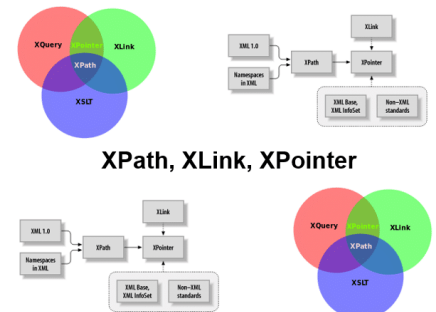 XQuery
XPointer
XLink
XPath
XSLT
XLink
XML 1.0
XPath
XPointer
Namespaces
in XML
XML Base,
XML InfoSet
Non–XML
standards
XPath, XLink, XPointer
XLink
XML 1.0
XPath
XPointer
Namespaces
in XML
XML Base,
XML InfoSet
Non–XML
standards
XQuery
XPointer
XLink
XPath
XSLT